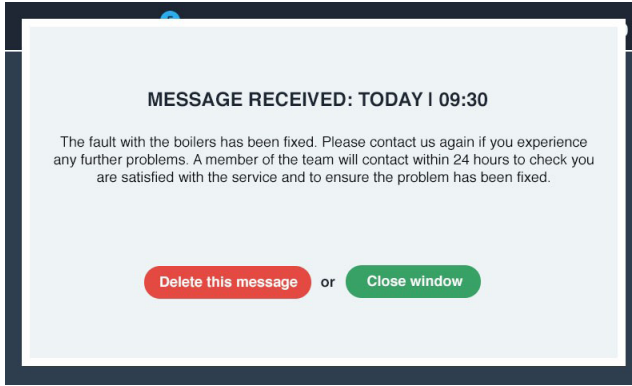 MESSAGE RECEIVED: TODAY | 09:30
The fault with the boilers has been fixed. Please contact us again if you experience
any further problems. A member of the team will contact within 24 hours to check you
are satisfied with the service and to ensure the problem has been fixed.
Delete this message or Close window